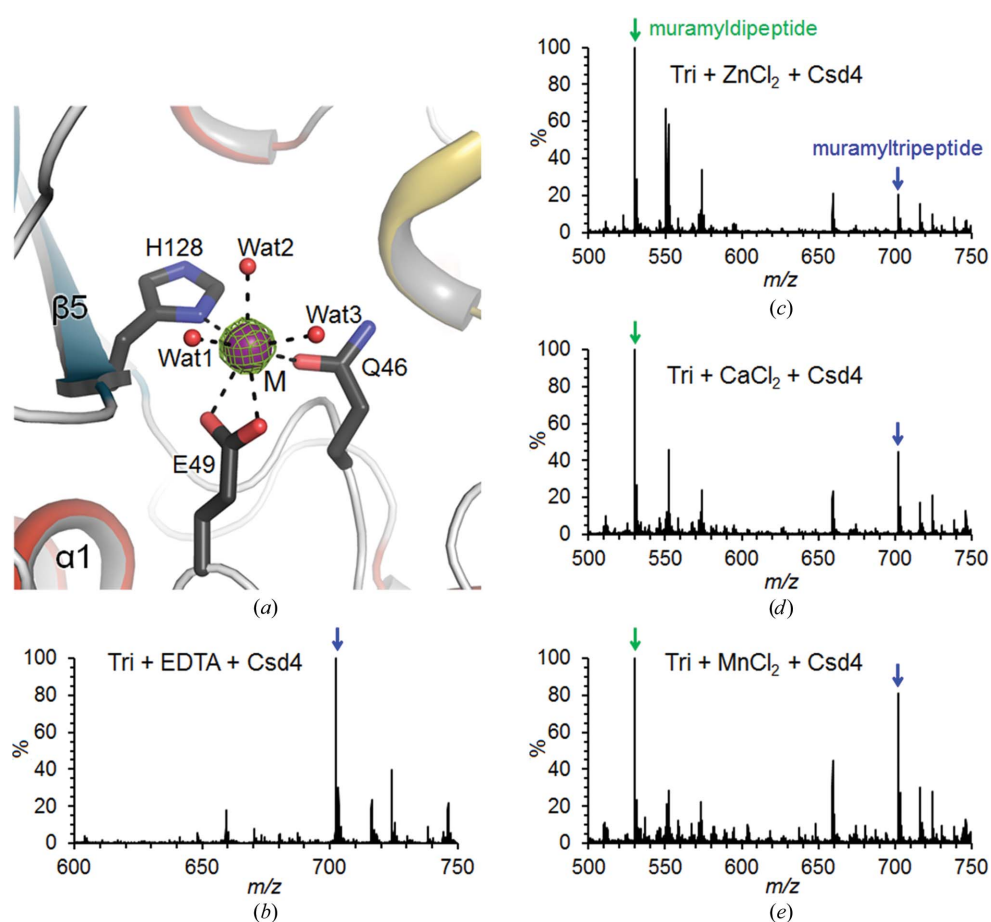 H128
Wat2
β5
Wat3
Wat1
M
Q46
E49
α1
(a)
Tri + EDTA + Csd4
100
80
60
40
20
0
%
600 650 700 750
m/z
(b)
muramyldipeptide
Tri + ZnCl2 + Csd4
muramyltripeptide
100
80
60
40
20
0
%
500 550 600 650 700 750
m/z
(c)
Tri + CaCl2 + Csd4
100
80
60
40
20
0
%
500 550 600 650 700 750
m/z
(d)
Tri + MnCl2 + Csd4
100
80
60
40
20
0
%
500 550 600 650 700 750
m/z
(e)